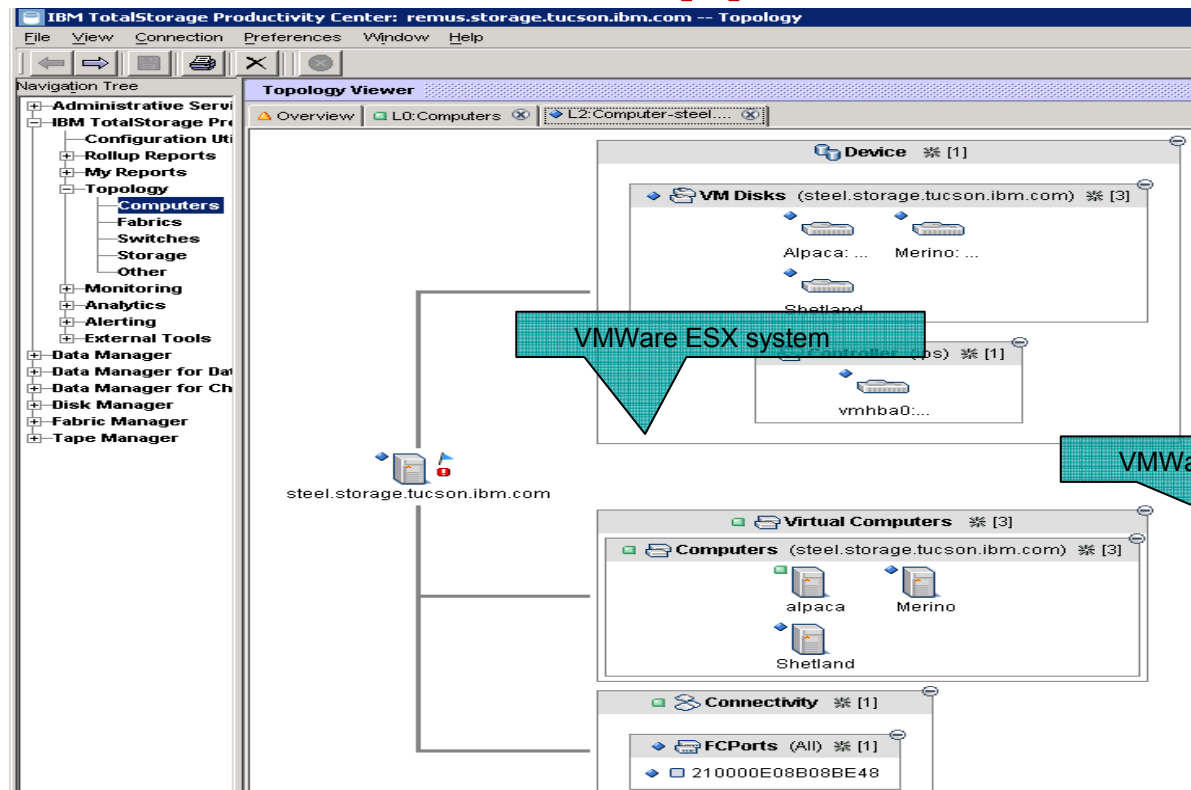 IBM TotalStorage Productivity Center: remus.storage.tucson.ibm.com -- Topology
File View Connection Preferences Window Help
Navigation Tree
Administrative Servi
IBM TotalStorage Pr
Configuration Uti
Rollup Reports
My Reports
Topology
Computers
Fabrics
Switches
Storage
Other
Monitoring
Analytics
Alerting
External Tools
Data Manager
Data Manager for Da
Data Manager for Ch
Disk Manager
Fabric Manager
Tape Manager
Topology Viewer
Overview L0:Computers L2:Computer-steel....
Device [1]
VM Disks (steel.storage.tucson.ibm.com) [3]
Alpaca: ... Merino: ...
Shetland
VMWare ESX system
Controller [1]
vmhba0:...
VMWa
steel.storage.tucson.ibm.com
Virtual Computers [3]
Computers (steel.storage.tucson.ibm.com) [3]
alpaca Merino
Shetland
Connectivity [1]
FCPorts (All) [1]
210000E08B08BE48